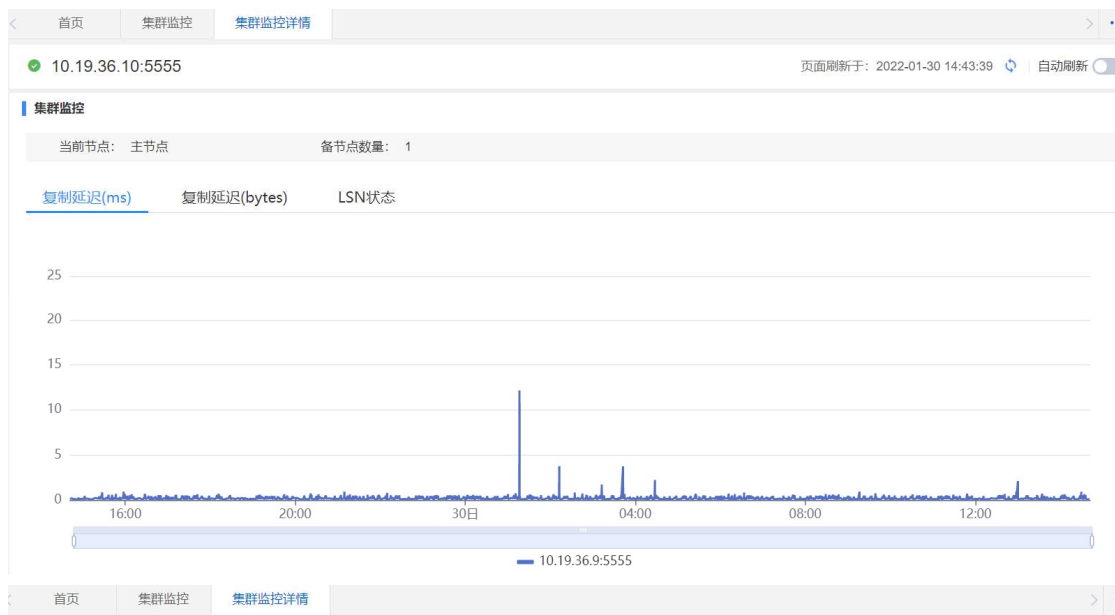 首页 集群监控 集群监控详情
10.19.36.10:5555 页面刷新于：2022-01-30 14:43:39 自动刷新
集群监控
当前节点： 主节点 备节点数量： 1
复制延迟(ms) 复制延迟(bytes) LSN状态
25
20
15
10
5
0
16:00 20:00 30日 04:00 08:00 12:00
10.19.36.9:5555
首页 集群监控 集群监控详情